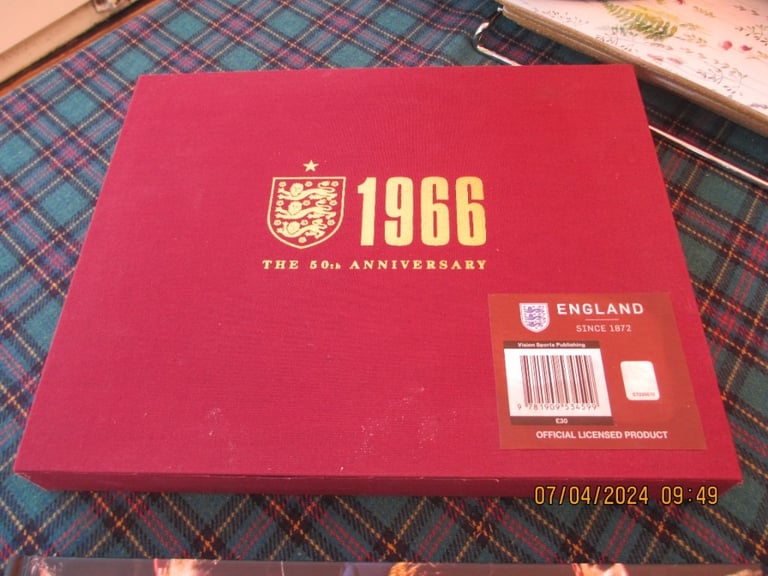 1966
THE 50th ANNIVERSARY
ENGLAND
SINCE 1872
Vision Sports Publishing
9 781909 534599
£30
OFFICIAL LICENSED PRODUCT
07/04/2024 09:49